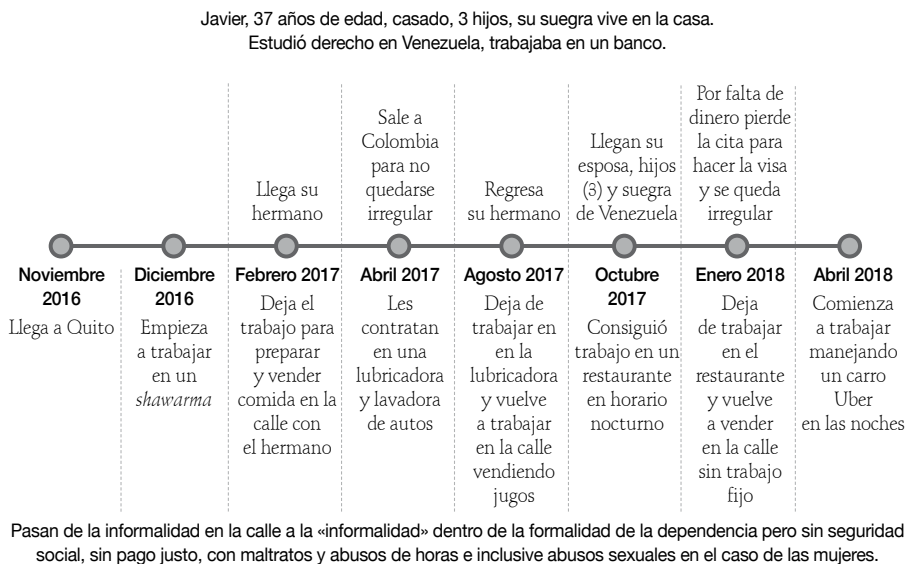 Javier, 37 años de edad, casado, 3 hijos, su suegra vive en la casa.
Estudió derecho en Venezuela, trabajaba en un banco.
Llega su
hermano
Sale a
Colombia
para no
quedarse
irregular
Regresa
su hermano
Llegan su
esposa, hijos
(3) y suegra
de Venezuela
Por falta de
dinero pierde
la cita para
hacer la visa
y se queda
irregular
Noviembre
2016
Llega a Quito
Diciembre
2016
Empieza
a trabajar
en un
shawarma
Febrero 2017
Deja el
trabajo para
preparar
y vender
comida en la
calle con
el hermano
Abril 2017
Les
contratan
en una
lubricadora
y lavadora
de autos
Agosto 2017
Deja de
trabajar en
en la
lubricadora
y vuelve
a trabajar
en la calle
vendiendo
jugos
Octubre
2017
Consiguió
trabajo en un
restaurante
en horario
nocturno
Enero 2018
Deja
de trabajar
en el
restaurante
y vuelve
a vender
en la calle
sin trabajo
fijo
Abril 2018
Comienza
a trabajar
manejando
un carro
Uber
en las noches
Pasan de la informalidad en la calle a la «informalidad» dentro de la formalidad de la dependencia pero sin seguridad
social, sin pago justo, con maltratos y abusos de horas e inclusive abusos sexuales en el caso de las mujeres.